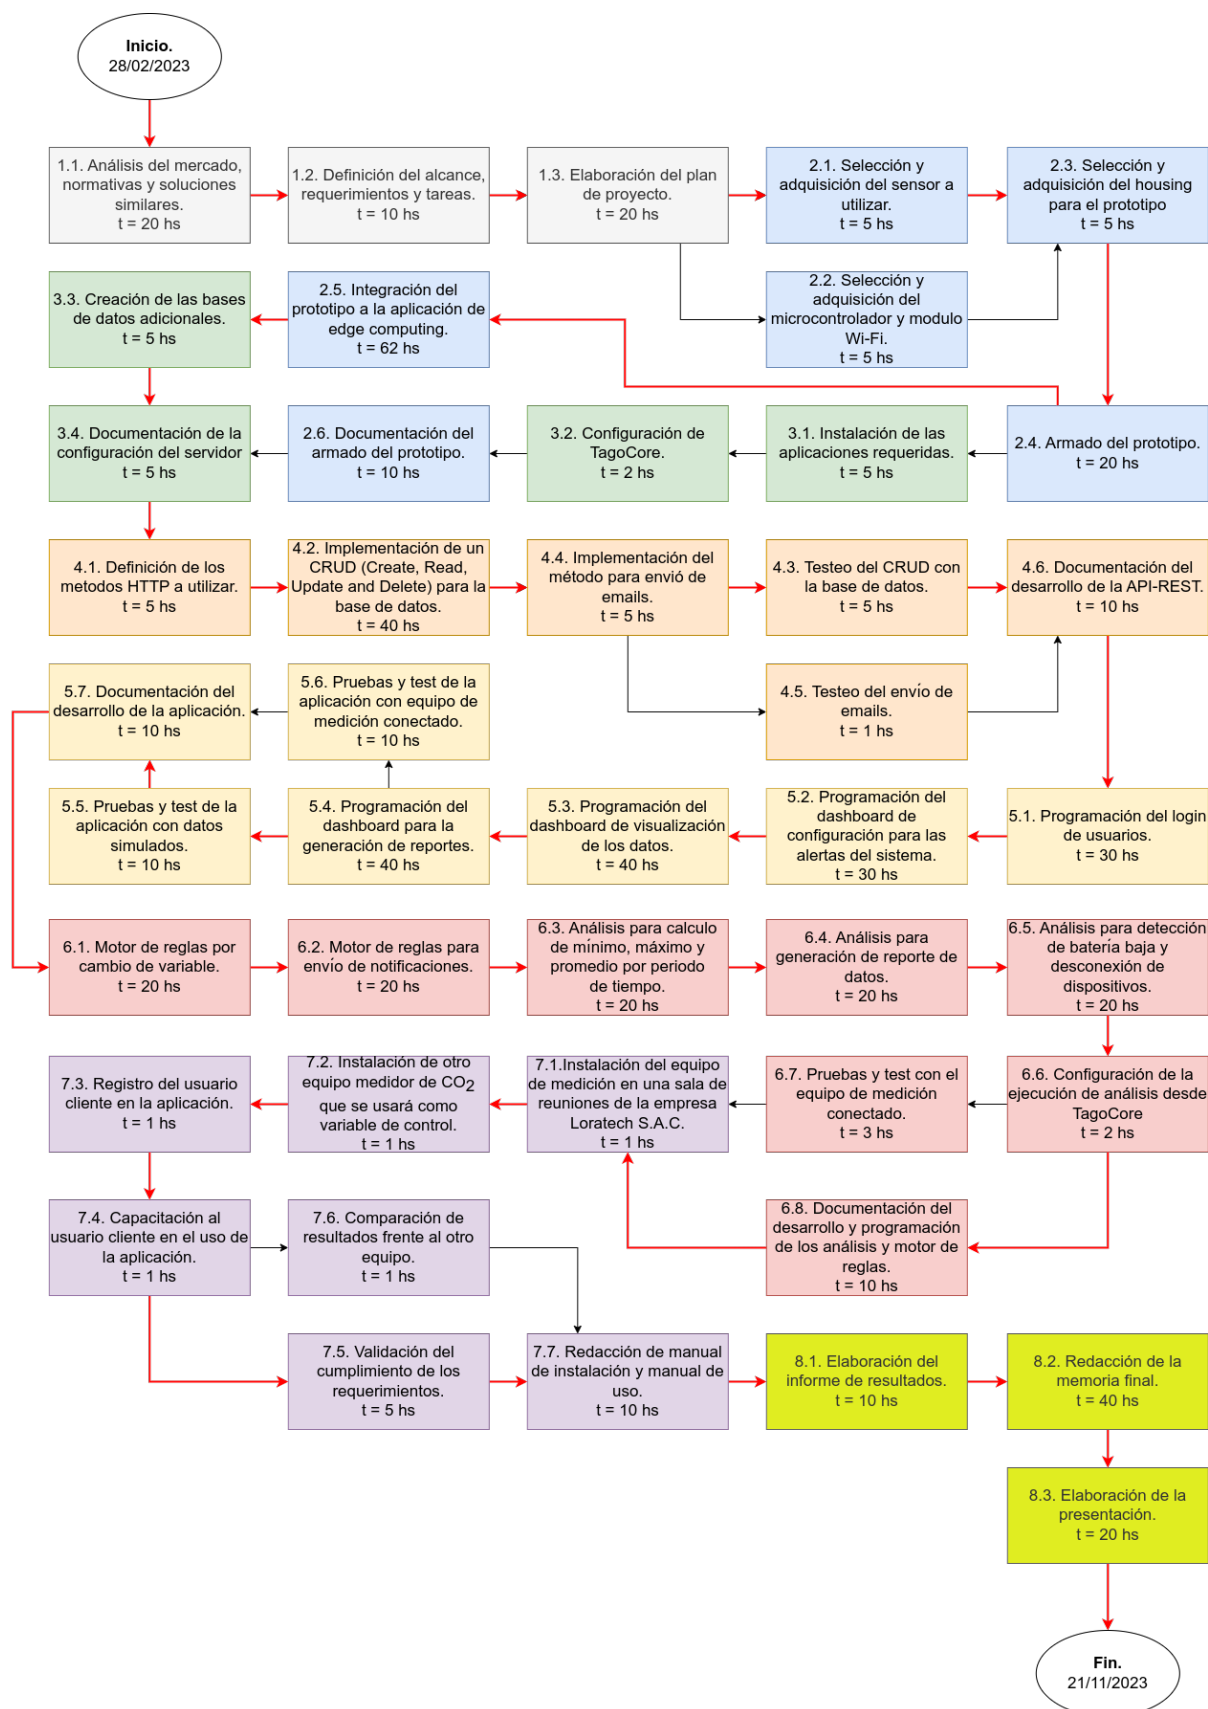 Inicio.
28/02/2023
1.1. Análisis del mercado,
normativas y soluciones
similares.
t = 20 hs
1.2. Definición del alcance,
requerimientos y tareas.
t = 10 hs
1.3. Elaboración del plan
de proyecto.
t = 20 hs
2.1. Selección y
adquisición del sensor a
utilizar.
t = 5 hs
2.3. Selección y
adquisición del housing
para el prototipo
t = 5 hs
3.3. Creación de las bases
de datos adicionales.
t = 5 hs
2.5. Integración del
prototipo a la aplicación de
edge computing.
t = 62 hs
2.2. Selección y
adquisición del
microcontrolador y modulo
Wi-Fi.
t = 5 hs
3.4. Documentación de la
configuración del servidor
t = 5 hs
2.6. Documentación del
armado del prototipo.
t = 10 hs
3.2. Configuración de
TagoCore.
t = 2 hs
3.1. Instalación de las
aplicaciones requeridas.
t = 5 hs
2.4. Armado del prototipo.
t = 20 hs
4.1. Definición de los
metodos HTTP a utilizar.
t = 5 hs
4.2. Implementación de un
CRUD (Create, Read,
Update and Delete) para la
base de datos.
t = 40 hs
4.4. Implementación del
método para envió de
emails.
t = 5 hs
4.3. Testeo del CRUD con
la base de datos.
t = 5 hs
4.6. Documentación del
desarrollo de la API-REST.
t = 10 hs
5.7. Documentación del
desarrollo de la aplicación.
t = 10 hs
5.6. Pruebas y test de la
aplicación con equipo de
medición conectado.
t = 10 hs
4.5. Testeo del envío de
emails.
t = 1 hs
5.5. Pruebas y test de la
aplicación con datos
simulados.
t = 10 hs
5.4. Programación del
dashboard para la
generación de reportes.
t = 40 hs
5.3. Programación del
dashboard de visualización
de los datos.
t = 40 hs
5.2. Programación del
dashboard de
configuración para las
alertas del sistema.
t = 30 hs
5.1. Programación del login
de usuarios.
t = 30 hs
6.1. Motor de reglas por
cambio de variable.
t = 20 hs
6.2. Motor de reglas para
envío de notificaciones.
t = 20 hs
6.3. Análisis para calculo
de mínimo, máximo y
promedio por periodo
de tiempo.
t = 20 hs
6.4. Análisis para
generación de reporte de
datos.
t = 20 hs
6.5. Análisis para detección
de batería baja y
desconexión de
dispositivos.
t = 20 hs
7.3. Registro del usuario
cliente en la aplicación.
t = 1 hs
7.2. Instalación de otro
equipo medidor de CO2
que se usará como
variable de control.
t = 1 hs
7.1.Instalación del equipo
de medición en una sala de
reuniones de la empresa
Loratech S.A.C.
t = 1 hs
6.7. Pruebas y test con el
equipo de medición
conectado.
t = 3 hs
6.6. Configuración de la
ejecución de análisis desde
TagoCore
t = 2 hs
7.4. Capacitación al
usuario cliente en el uso de
la aplicación.
t = 1 hs
7.6. Comparación de
resultados frente al otro
equipo.
t = 1 hs
6.8. Documentación del
desarrollo y programación
de los análisis y motor de
reglas.
t = 10 hs
7.5. Validación del
cumplimiento de los
requerimientos.
t = 5 hs
7.7. Redacción de manual
de instalación y manual de
uso.
t = 10 hs
8.1. Elaboración del
informe de resultados.
t = 10 hs
8.2. Redacción de la
memoria final.
t = 40 hs
8.3. Elaboración de la
presentación.
t = 20 hs
Fin.
21/11/2023